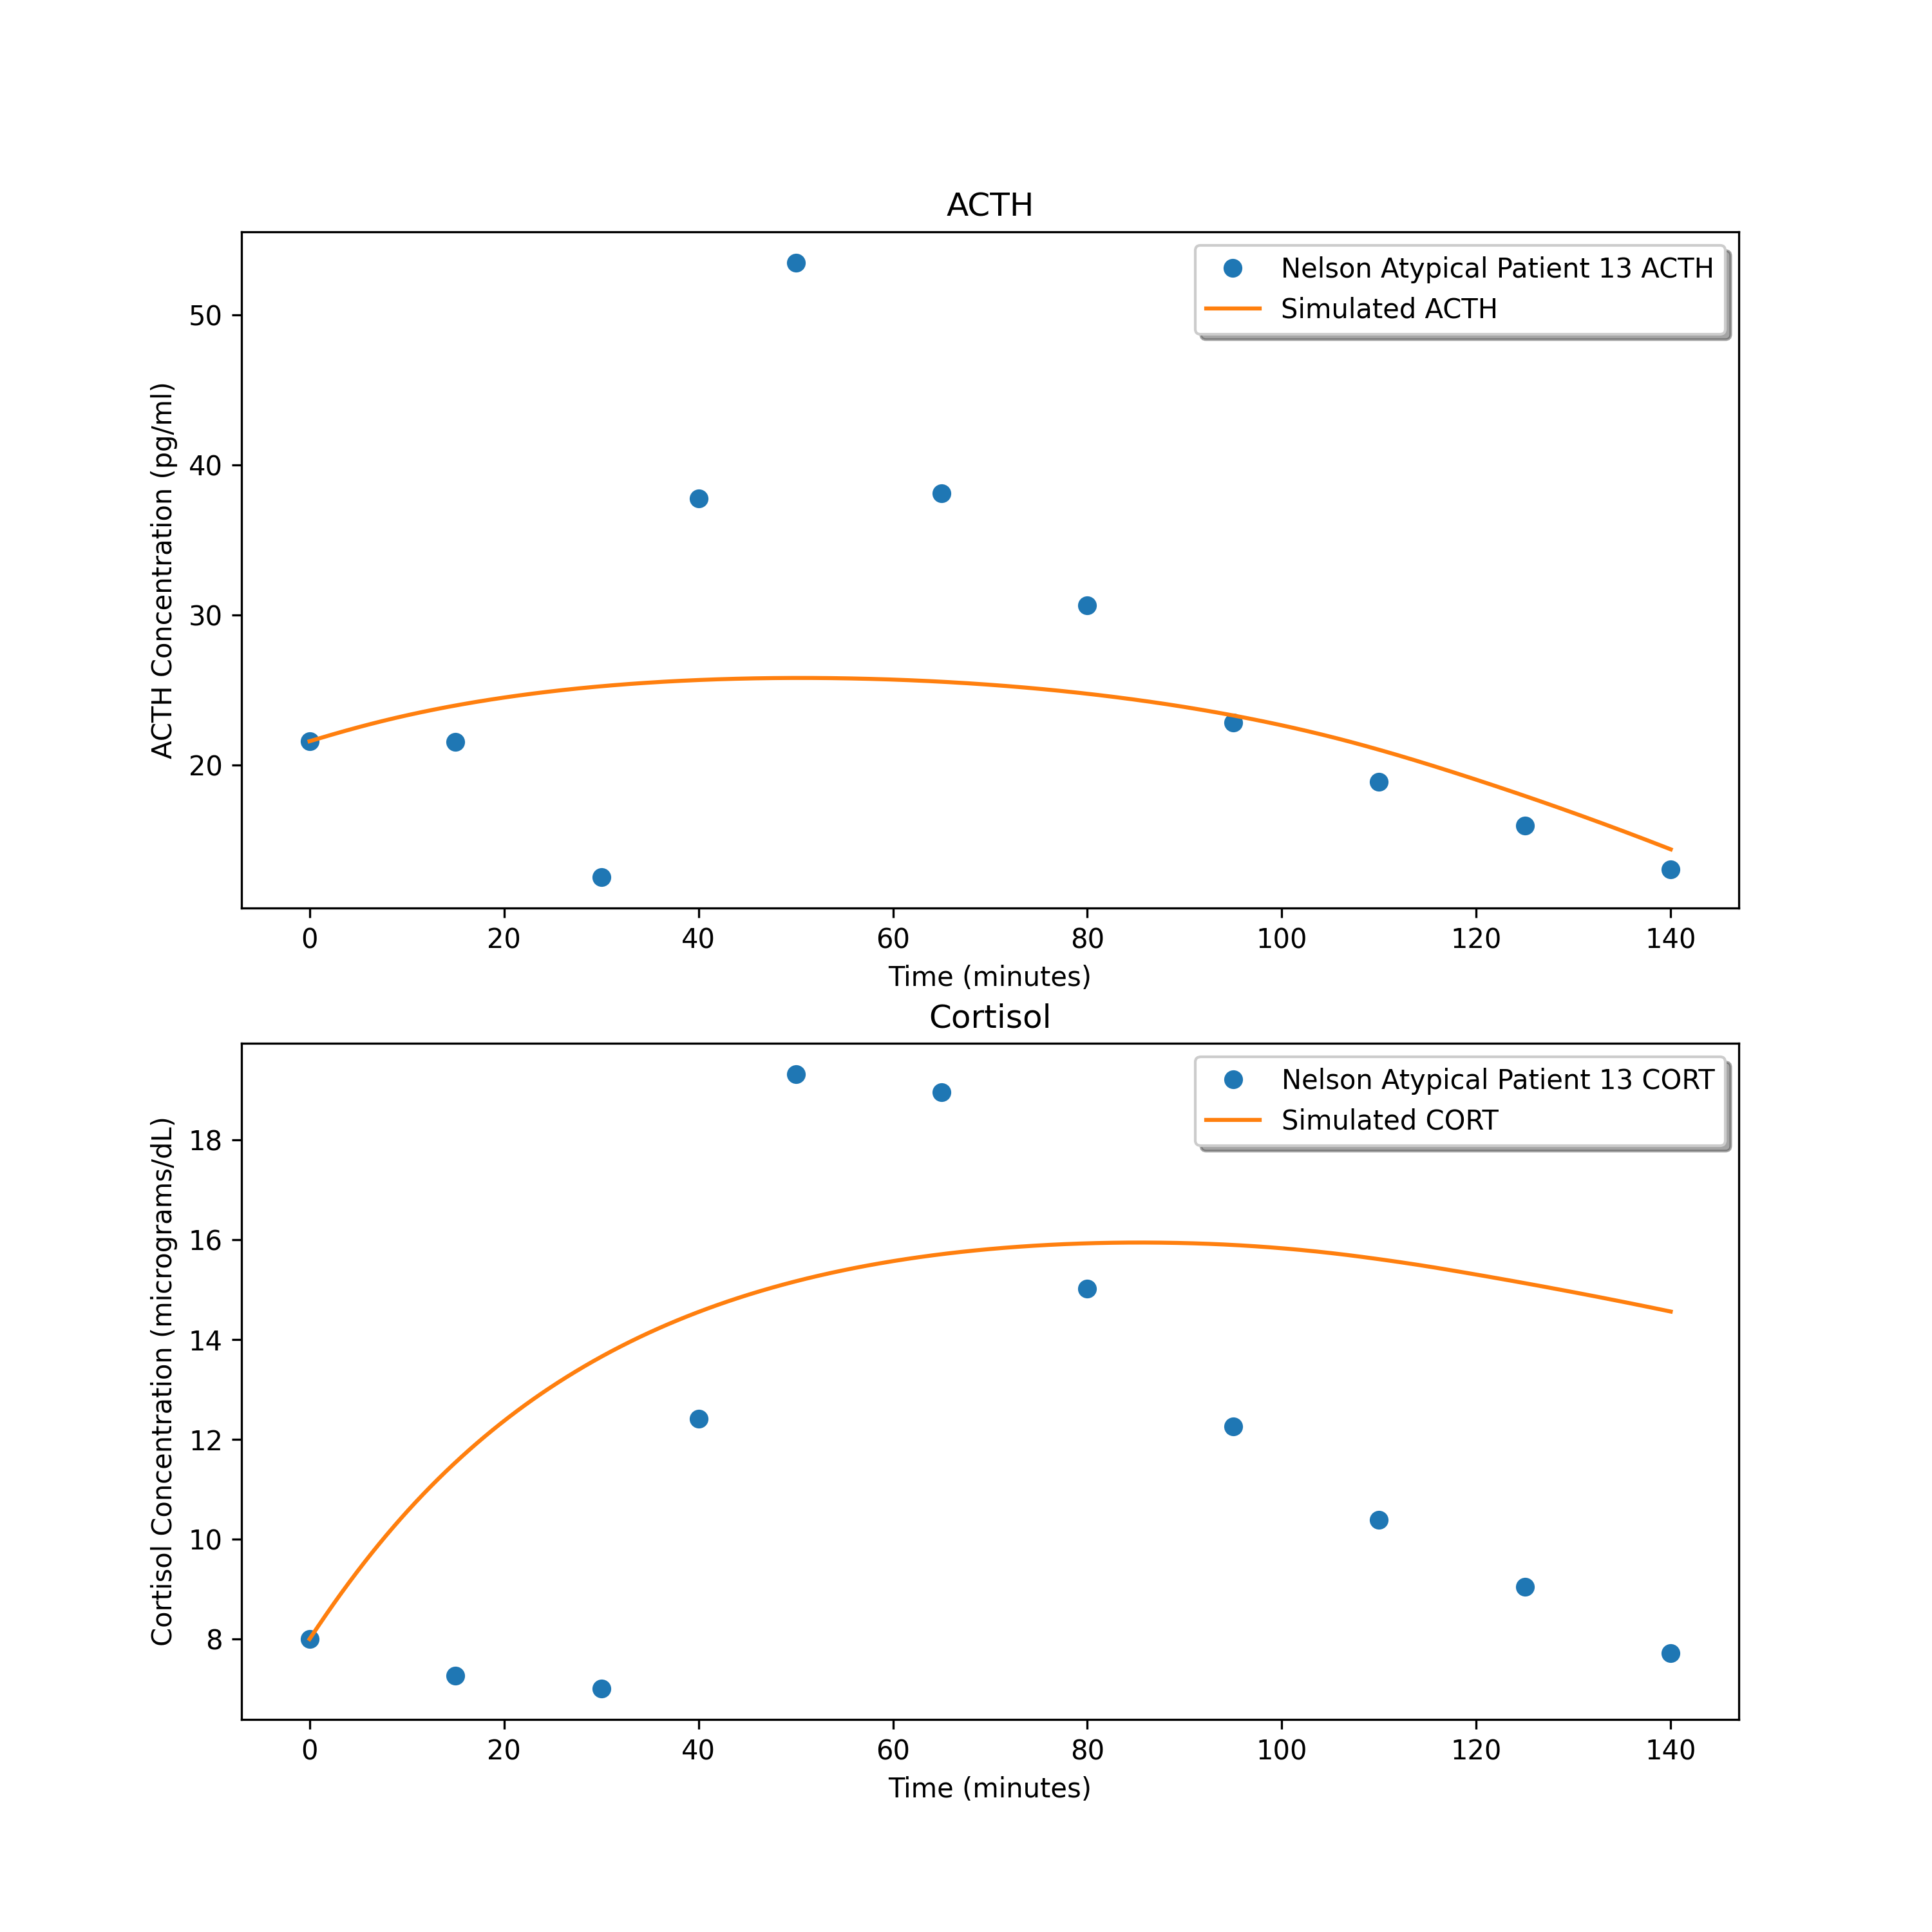 ACTH
Nelson Atypical Patient 13 ACTH
Simulated ACTH
ACTH Concentration (pg/ml)
50
40
30
20
0 20 40 60 80 100 120 140
Time (minutes)
Cortisol
Nelson Atypical Patient 13 CORT
Simulated CORT
Cortisol Concentration (micrograms/dL)
18
16
14
12
10
8
0 20 40 60 80 100 120 140
Time (minutes)